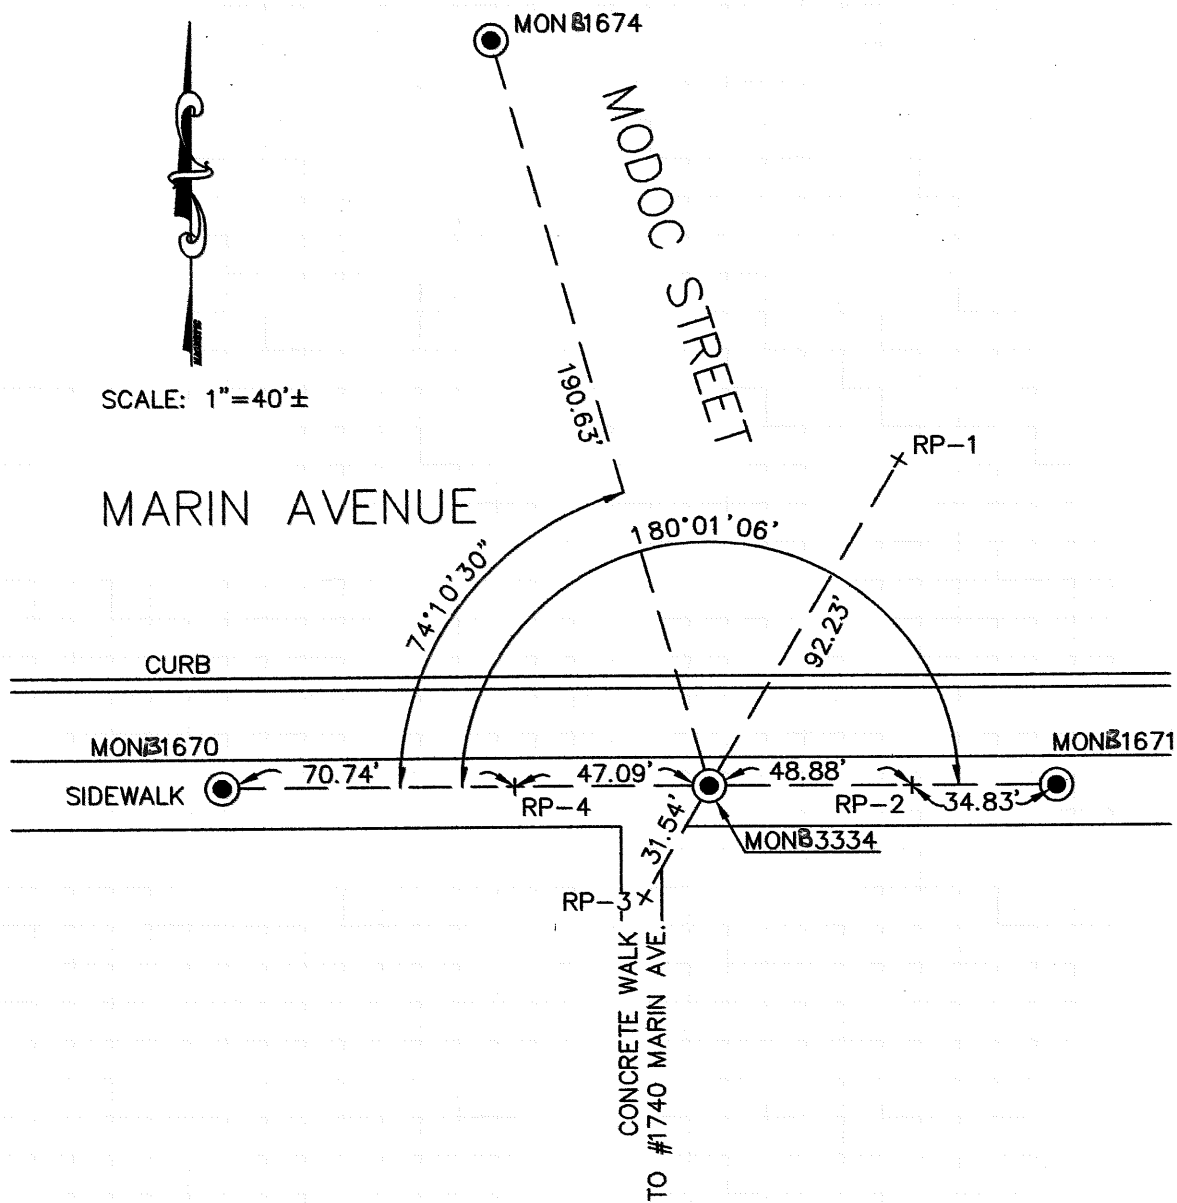 MON B1674
MODOC STREET
SCALE: 1"=40'±
190.63'
RP-1
MARIN AVENUE
180°01'06'
74°10'30"
92.23'
CURB
MON B1670
MON B1671
70.74'
47.09'
48.88'
SIDEWALK
RP-4
RP-2
34.83'
31.54'
MON B3334
RP-3
CONCRETE WALK
TO #1740 MARIN AVE.